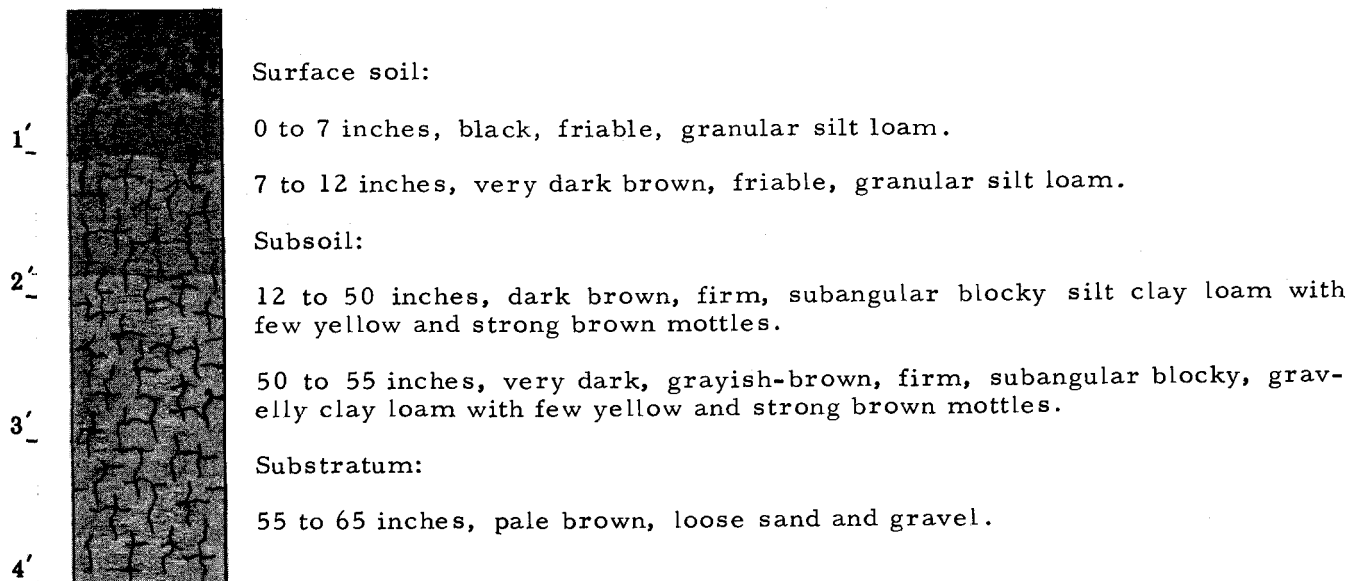 Surface soil:
1'
0 to 7 inches, black, friable, granular silt loam.
7 to 12 inches, very dark brown, friable, granular silt loam.
Subsoil:
2'
12 to 50 inches, dark brown, firm, subangular blocky silt clay loam with
few yellow and strong brown mottles.
50 to 55 inches, very dark, grayish-brown, firm, subangular blocky, grav-
elly clay loam with few yellow and strong brown mottles.
3'
Substratum:
55 to 65 inches, pale brown, loose sand and gravel.
4'